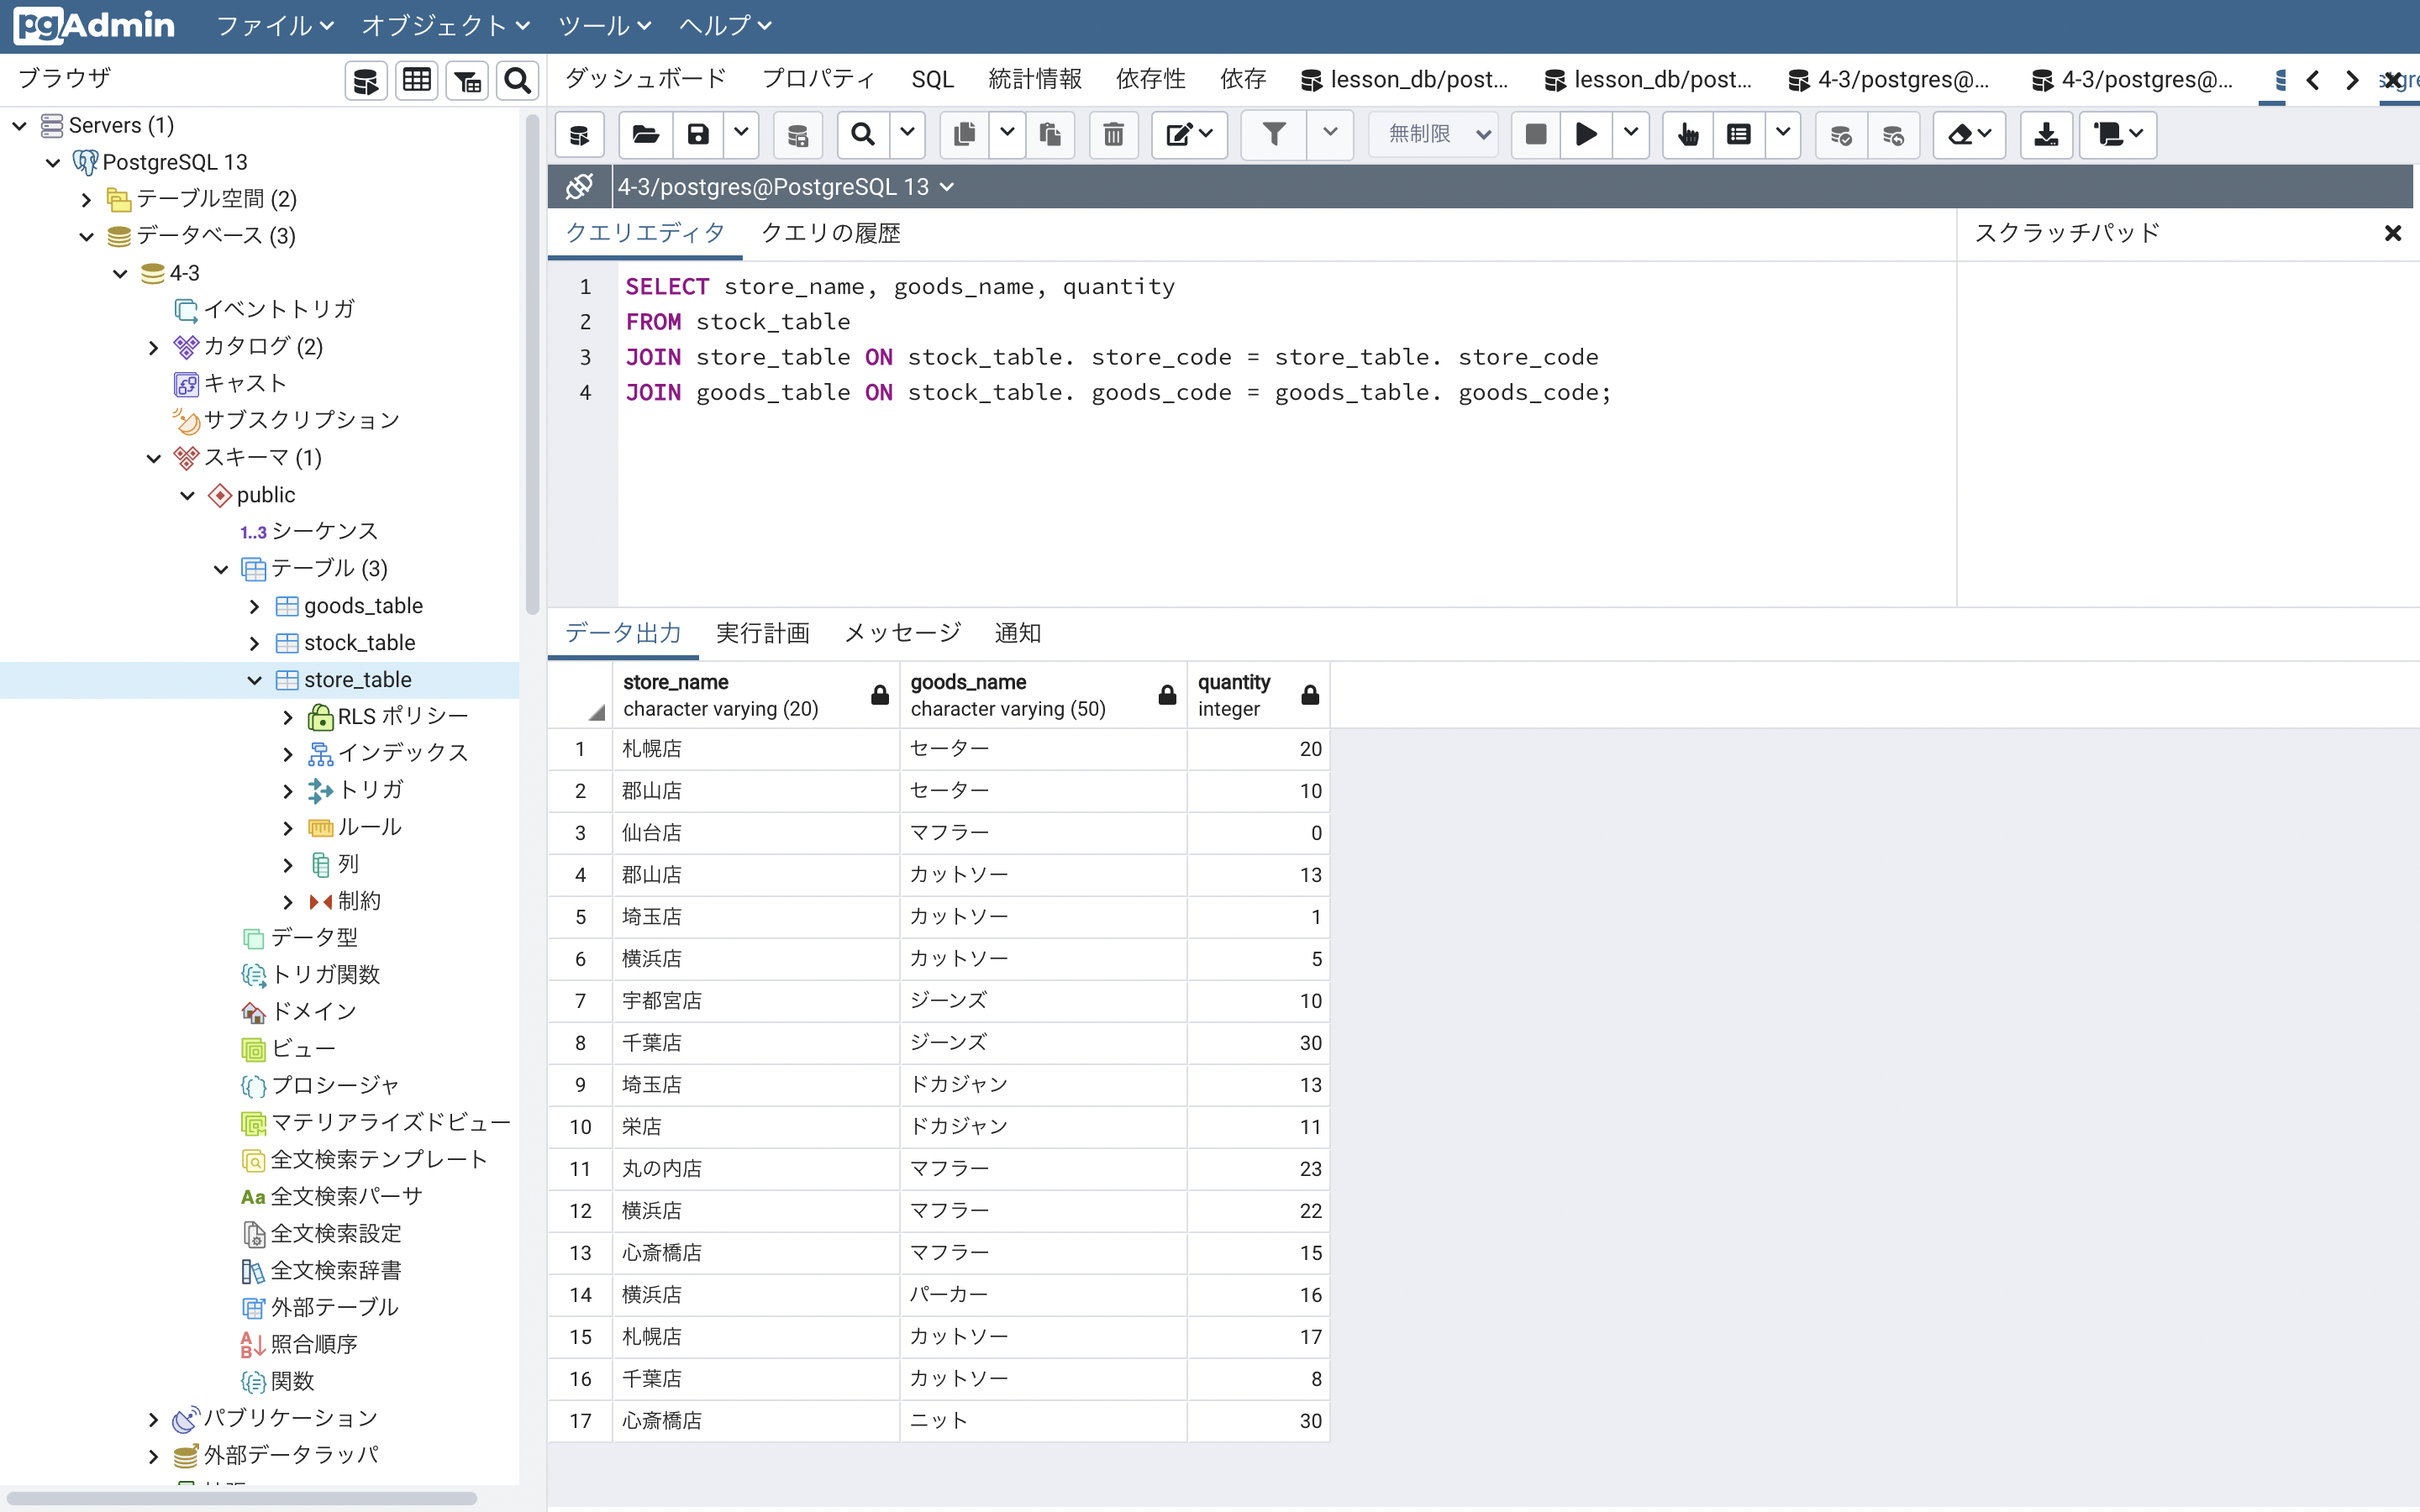 pgAdmin ファイル オブジェクト ツール ヘルプ
ブラウザ
ダッシュボード プロパティ SQL 統計情報 依存性 依存 lesson_db/post... lesson_db/post... 4-3/postgres@... 4-3/postgres@...
Servers (1)
PostgreSQL 13
テーブル空間 (2)
データベース (3)
4-3
イベントトリガ
カタログ (2)
キャスト
サブスクリプション
スキーマ (1)
public
1..3 シーケンス
テーブル (3)
goods_table
stock_table
store_table
RLS ポリシー
インデックス
トリガ
ルール
列
制約
データ型
トリガ関数
ドメイン
ビュー
プロシージャ
マテリアライズドビュー
全文検索テンプレート
Aa 全文検索パーサ
全文検索設定
全文検索辞書
外部テーブル
照合順序
関数
パブリケーション
外部データラッパ
無制限
4-3/postgres@PostgreSQL 13
クエリエディタ クエリの履歴
スクラッチパッド
1 SELECT store_name, goods_name, quantity
2 FROM stock_table
3 JOIN store_table ON stock_table. store_code = store_table. store_code
4 JOIN goods_table ON stock_table. goods_code = goods_table. goods_code;
データ出力 実行計画 メッセージ 通知
store_name goods_name quantity
character varying (20) character varying (50) integer
1 札幌店 セーター 20
2 郡山店 セーター 10
3 仙台店 マフラー 0
4 郡山店 カットソー 13
5 埼玉店 カットソー 1
6 横浜店 カットソー 5
7 宇都宮店 ジーンズ 10
8 千葉店 ジーンズ 30
9 埼玉店 ドカジャン 13
10 栄店 ドカジャン 11
11 丸の内店 マフラー 23
12 横浜店 マフラー 22
13 心斎橋店 マフラー 15
14 横浜店 パーカー 16
15 札幌店 カットソー 17
16 千葉店 カットソー 8
17 心斎橋店 ニット 30